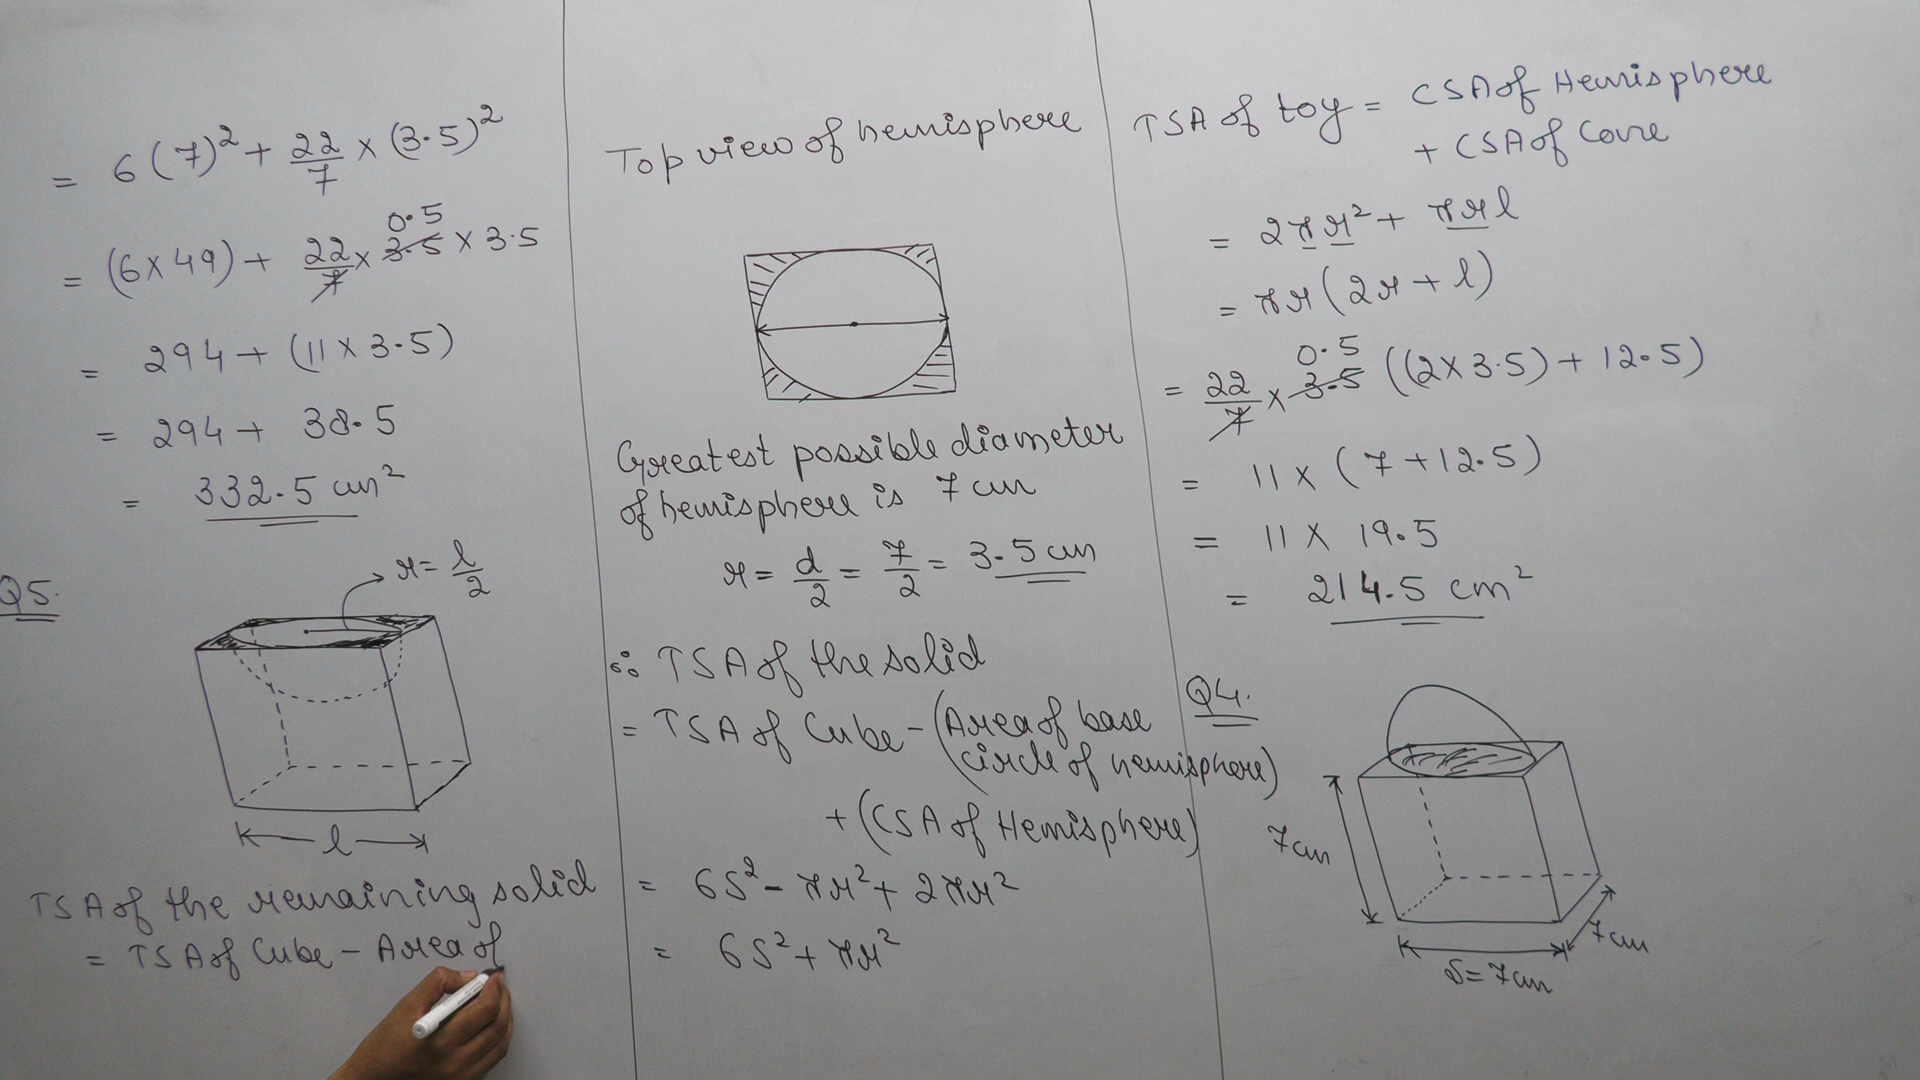 = 6(7)² + 22/7 × (3.5)²
0.5
= (6×49) + 22/7 × 3.5 × 3.5
= 294 + (11 × 3.5)
= 294 + 38.5
= 332.5 cm²
Q5.
r = l/2
l
TSA of the remaining solid
= TSA of Cube - Area of
Top view of hemisphere
Greatest possible diameter
of hemisphere is 7cm
r = d/2 = 7/2 = 3.5 cm
∴ TSA of the solid
= TSA of Cube - (Area of base
circle of hemisphere)
+ (CSA of Hemisphere)
= 6S² - πr² + 2πr²
= 6S² + πr²
TSA of toy = CSA of Hemisphere
+ CSA of Cone
= 2πr² + πrl
= πr(2r + l)
0.5
= 22/7 × 3.5 ((2×3.5) + 12.5)
= 11 × (7+12.5)
= 11 × 19.5
= 214.5 cm²
Q4.
7cm
7cm
S= 7cm